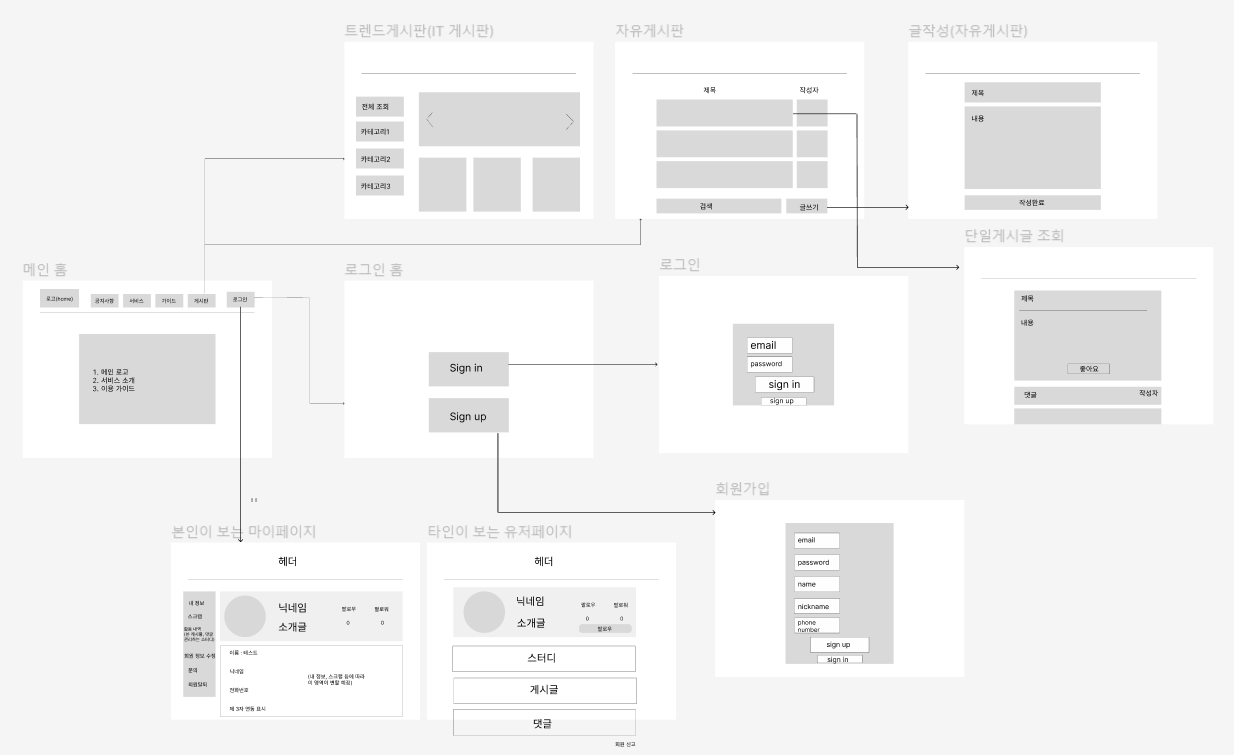 트렌드게시판(IT 게시판)
전체 조회
카테고리1
카테고리2
카테고리3
자유게시판
제목
작성자
검색
글쓰기
글작성(자유게시판)
제목
내용
작성완료
단일게시글 조회
제목
내용
좋아요
댓글
작성자
메인 홈
로고(home)
공지사항
서비스
가이드
게시판
로그인
1. 메인 로고
2. 서비스 소개
3. 이용 가이드
로그인 홈
Sign in
Sign up
로그인
email
password
sign in
sign up
회원가입
email
password
name
nickname
phone
number
sign up
sign in
본인이 보는 마이페이지
헤더
내 정보
스크랩
활동 내역
회원 정보 수정
문의
회원탈퇴
닉네임
소개글
팔로우
팔로워
0
0
이름 : 테스트
닉네임
전화번호
제 3자 연동 표시
(내 정보, 스크랩 등에 따라
이 영역이 변할 예정)
타인이 보는 유저페이지
헤더
닉네임
소개글
팔로우
팔로워
0
0
팔로우
스터디
게시글
댓글
회원 신고